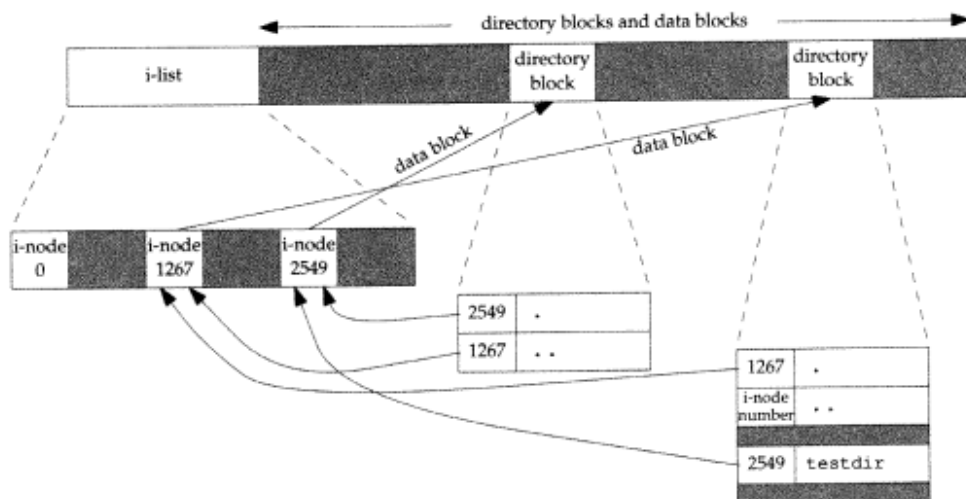 directory blocks and data blocks
i-list
directory
block
directory
block
data block
data block
i-node
0
i-node
1267
i-node
2549
2549 .
1267 ..
1267 .
i-node
number ..
2549 testdir